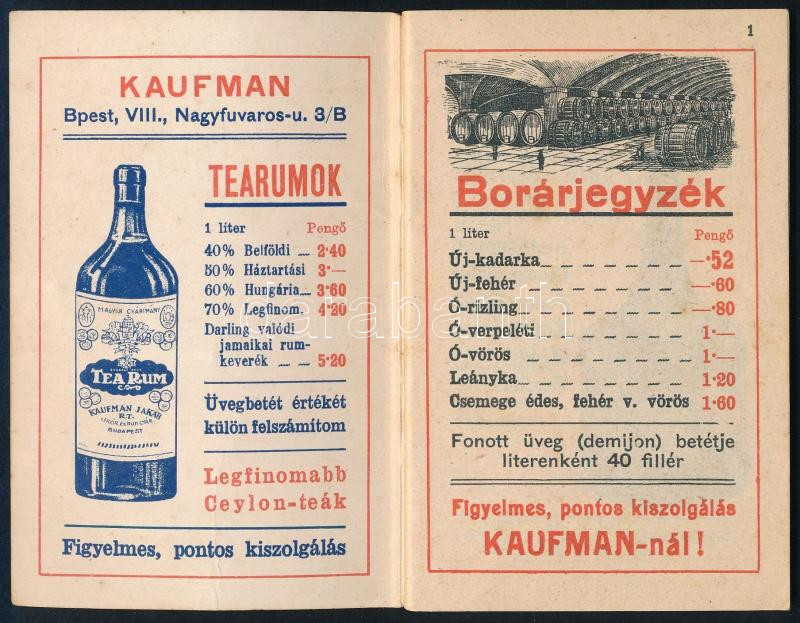 KAUFMAN
Bpest, VIII., Nagyfuvaros-u. 3/B
TEARUMOK
1 liter Pengő
40% Belföldi 2·40
50% Háztartási 3·—
60% Hungária 3·60
70% Legfinom. 4·20
Darling valódi
jamaikai rum-
keverék 5·20
MAGYAR GYÁRTMÁNY
TEA RUM
KAUFMAN JAKAB
R.T.
BUDAPEST
Üvegbetét értékét
külön felszámítom
Legfinomabb
Ceylon-teák
Figyelmes, pontos kiszolgálás
1
Borárjegyzék
1 liter Pengő
Új-kadarka —·52
Új-fehér —·60
Ó-rizling —·80
Ó-verpeléti 1·—
Ó-vörös 1·—
Leányka 1·20
Csemege édes, fehér v. vörös 1·60
Fonott üveg (demijon) betétje
literenként 40 fillér
Figyelmes, pontos kiszolgálás
KAUFMAN-nál!
darabanth